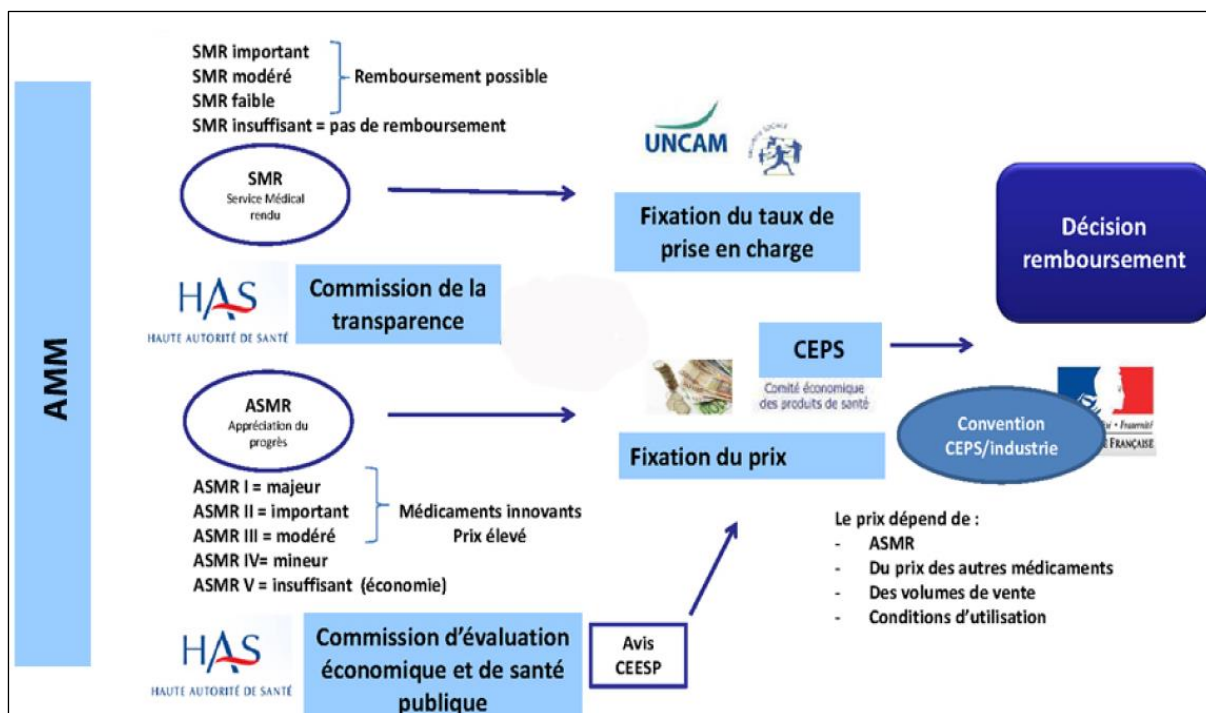 AMM
SMR important
SMR modéré
SMR faible
Remboursement possible
SMR insuffisant = pas de remboursement
SMR
Service Médical
rendu
HAS
HAUTE AUTORITÉ DE SANTÉ
Commission de la
transparence
ASMR
Appréciation du
progrès
ASMR I = majeur
ASMR II = important
ASMR III = modéré
ASMR IV= mineur
ASMR V = insuffisant (économie)
Médicaments innovants
Prix élevé
HAS
HAUTE AUTORITÉ DE SANTÉ
Commission d'évaluation
économique et de santé
publique
Avis
CEESP
UNCAM
Fixation du taux de
prise en charge
CEPS
Comité économique
des produits de santé
Fixation du prix
Décision
remboursement
Convention
CEPS/industrie
• Fraternité
FRANÇAISE
Le prix dépend de :
- ASMR
- Du prix des autres médicaments
- Des volumes de vente
- Conditions d'utilisation